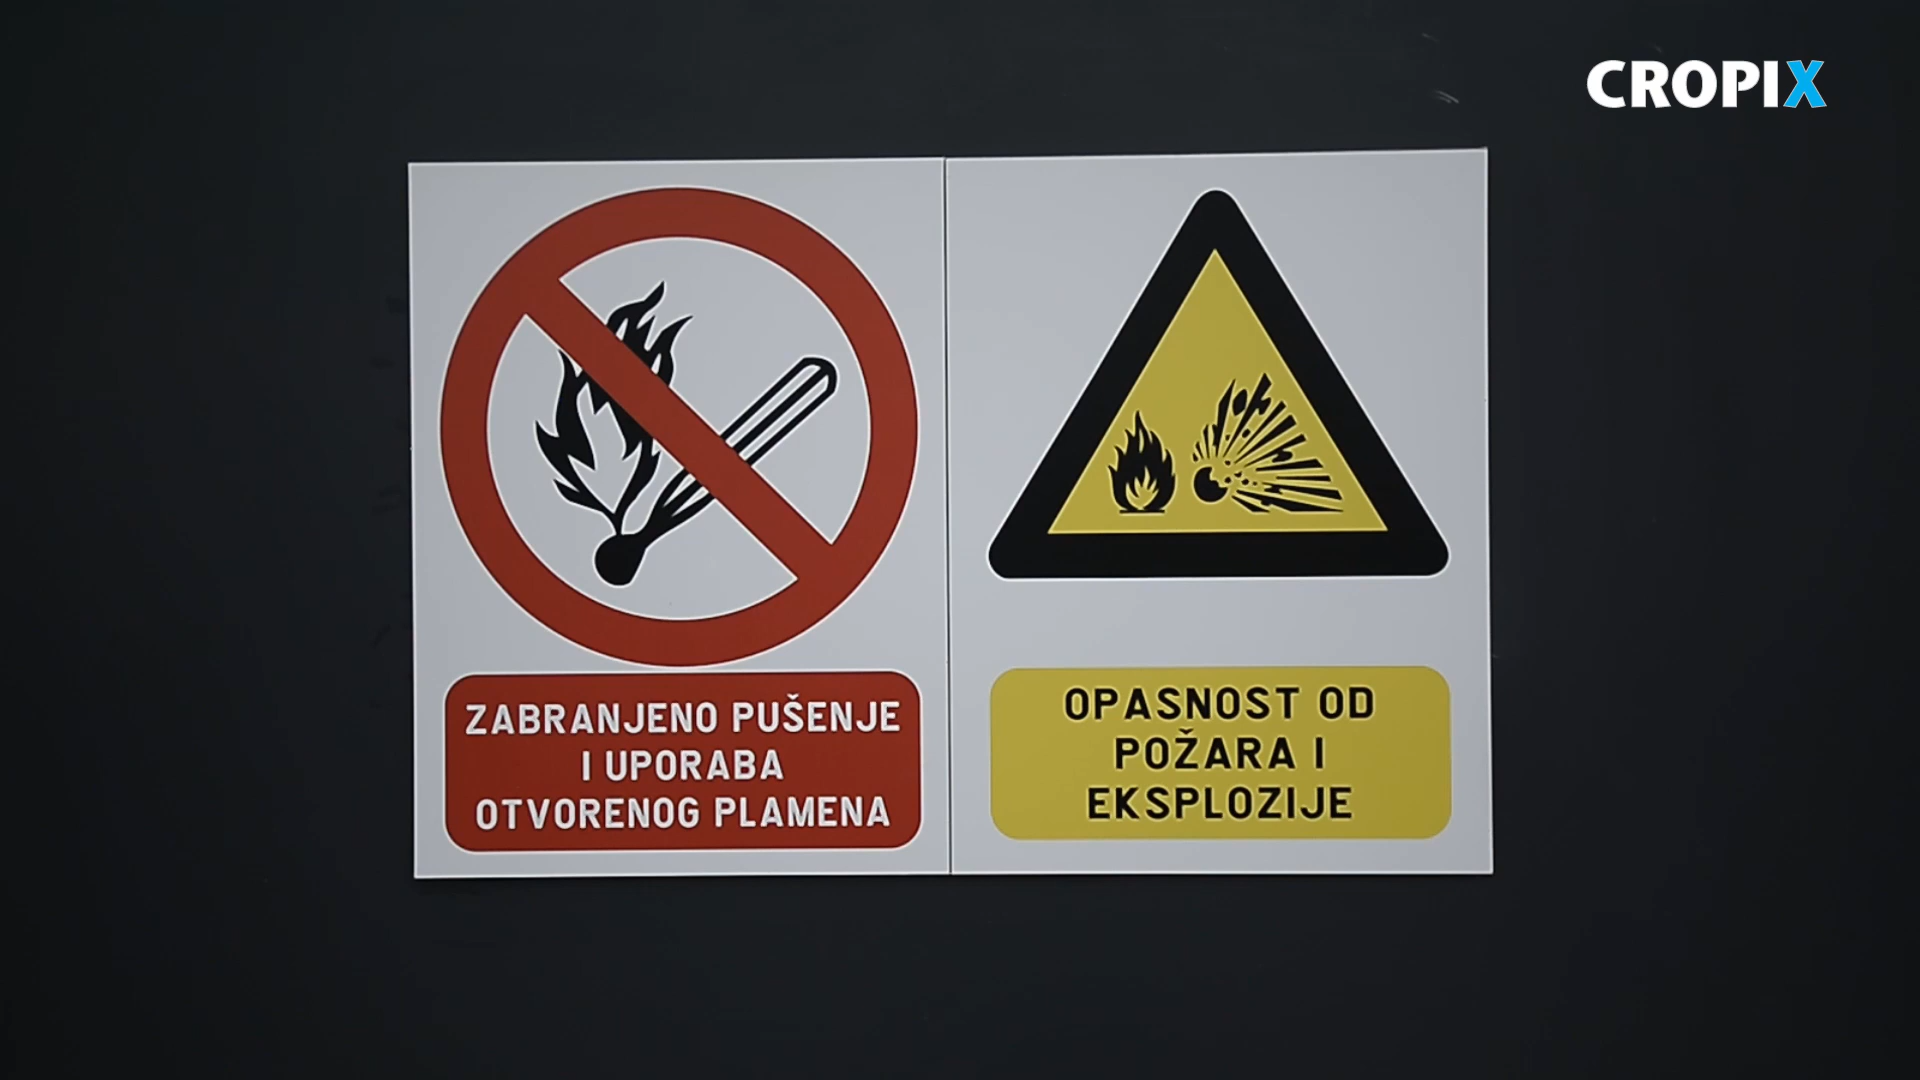 CROPIX
ZABRANJENO PUŠENJE
I UPORABA
OTVORENOG PLAMENA
OPASNOST OD
POŽARA I
EKSPLOZIJE